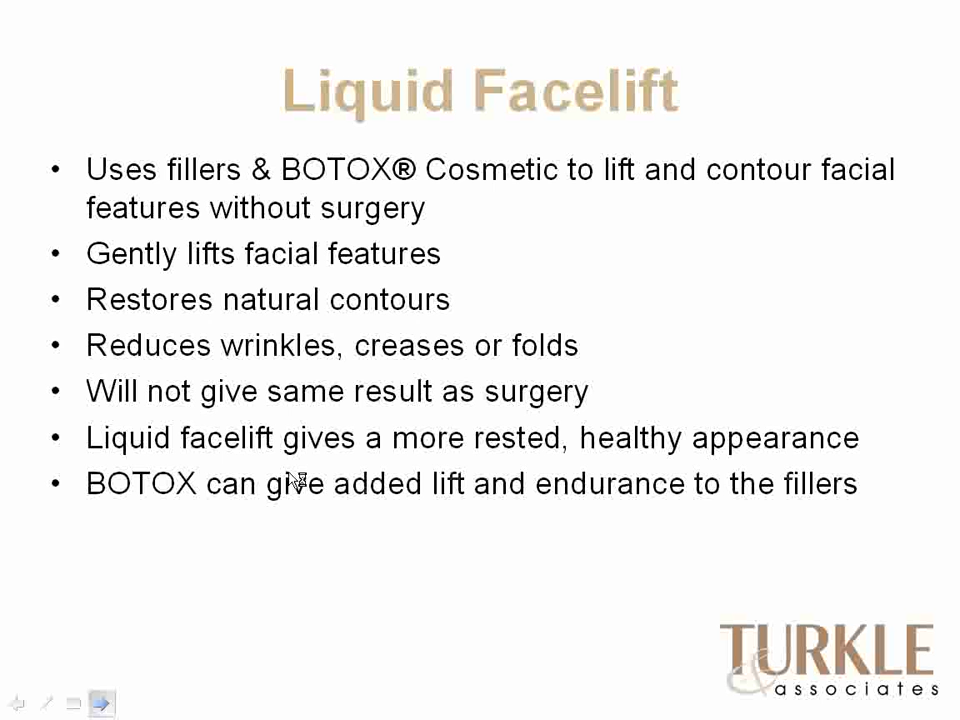 Liquid Facelift
• Uses fillers & BOTOX® Cosmetic to lift and contour facial
features without surgery
• Gently lifts facial features
• Restores natural contours
• Reduces wrinkles, creases or folds
• Will not give same result as surgery
• Liquid facelift gives a more rested, healthy appearance
• BOTOX can give added lift and endurance to the fillers
TURKLE
& associates